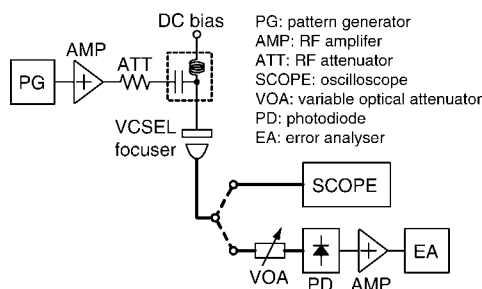 DC bias
AMP
ATT
PG
VCSEL
focuser
PG: pattern generator
AMP: RF amplifer
ATT: RF attenuator
SCOPE: oscilloscope
VOA: variable optical attenuator
PD: photodiode
EA: error analyser
SCOPE
EA
VOA
PD
AMP